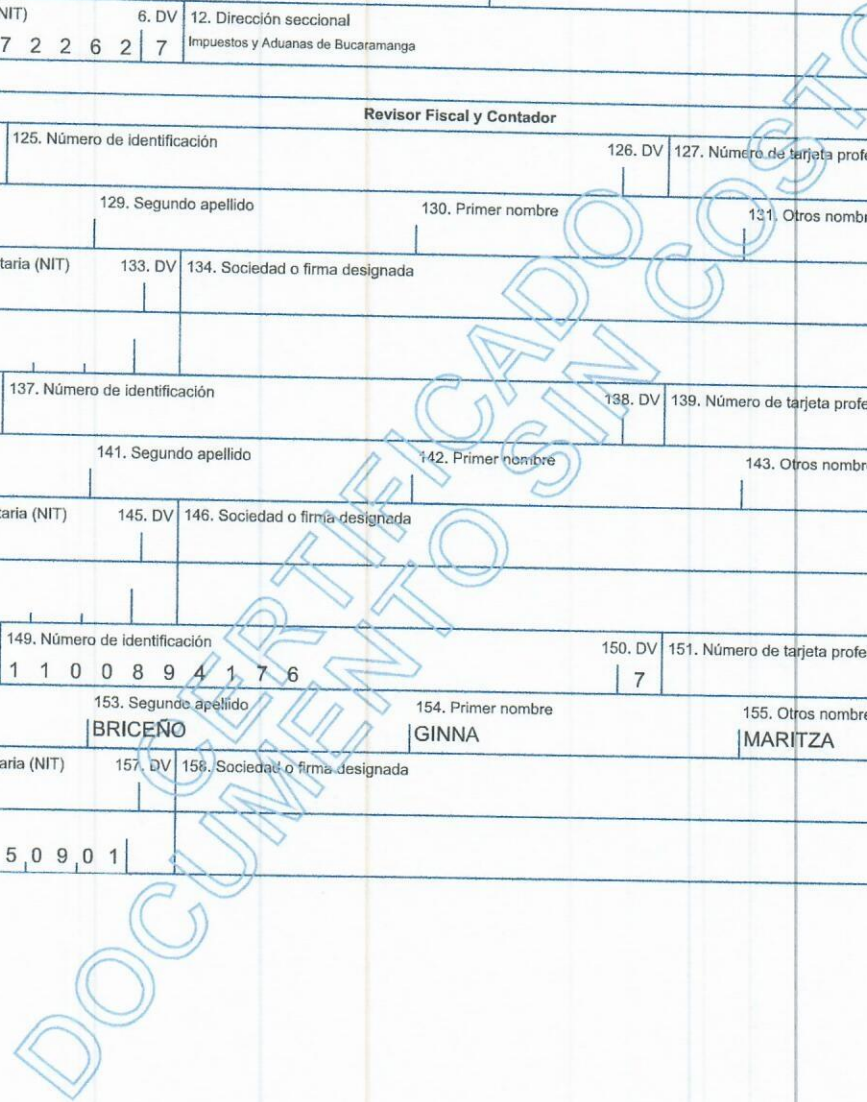 NIT) 6. DV 12. Dirección seccional
7 2 2 6 2 7 Impuestos y Aduanas de Bucaramanga
Revisor Fiscal y Contador
125. Número de identificación 126. DV 127. Número de tarjeta profe
129. Segundo apellido 130. Primer nombre 131. Otros nombr
taria (NIT) 133. DV 134. Sociedad o firma designada
137. Número de identificación 138. DV 139. Número de tarjeta profe
141. Segundo apellido 142. Primer nombre 143. Otros nombre
taria (NIT) 145. DV 146. Sociedad o firma designada
149. Número de identificación 150. DV 151. Número de tarjeta profe
1 1 0 0 8 9 4 1 7 6 7
153. Segundo apellido 154. Primer nombre 155. Otros nombre
BRICEÑO GINNA MARITZA
taria (NIT) 157. DV 158. Sociedad o firma designada
5 0 9 0 1
CERTIFICADO
DOCUMENTO SIN COSTO